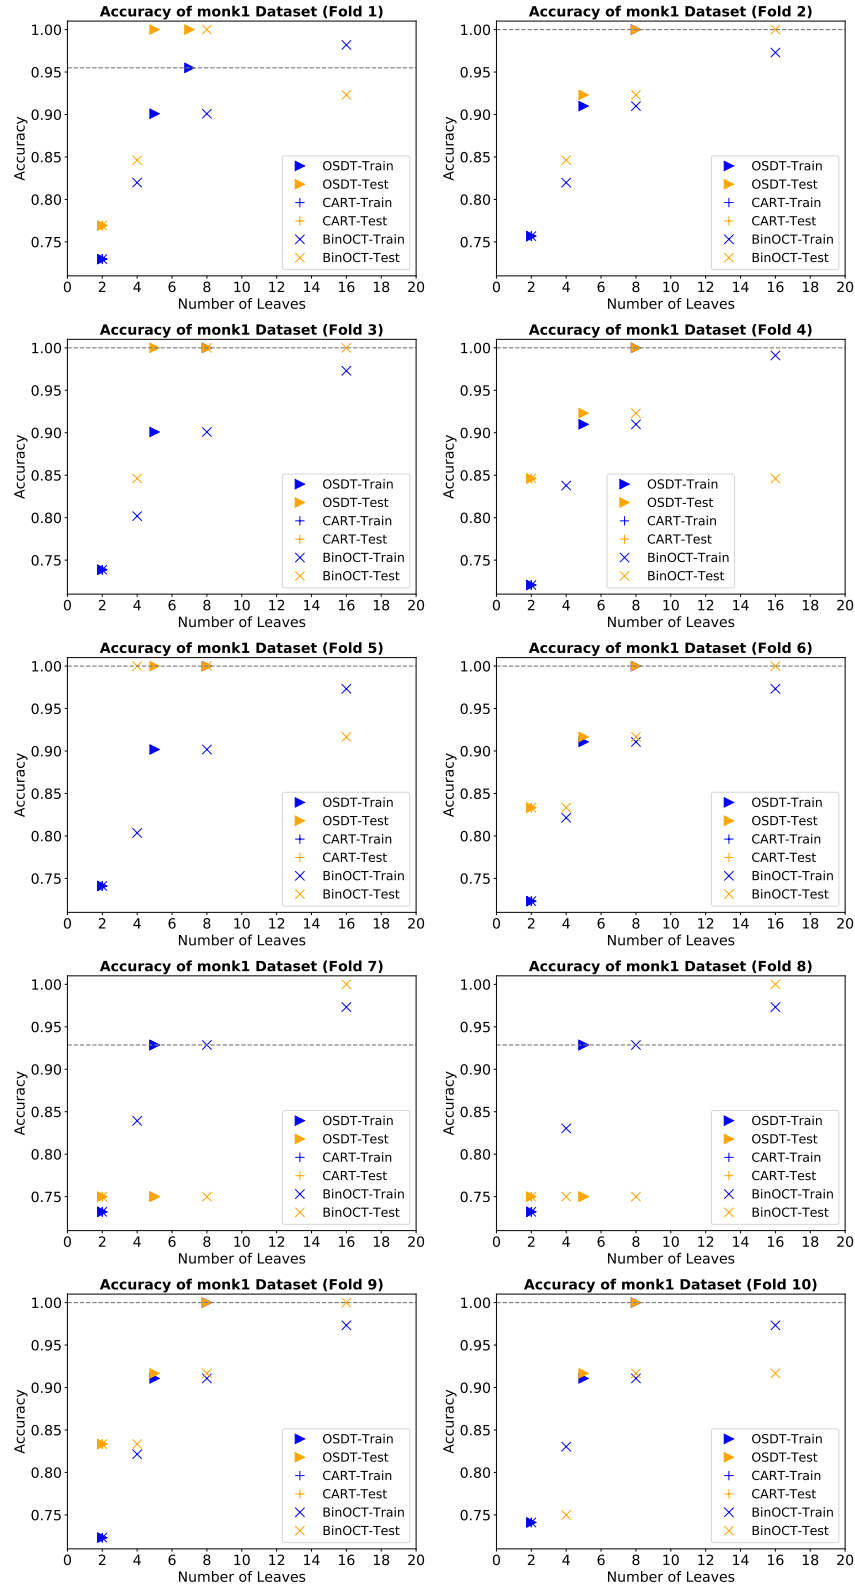 Accuracy of monk1 Dataset (Fold 1)
Accuracy
1.00
0.95
0.90
0.85
0.80
0.75
OSDT-Train
OSDT-Test
CART-Train
CART-Test
BinOCT-Train
BinOCT-Test
0 2 4 6 8 10 12 14 16 18 20
Number of Leaves
Accuracy of monk1 Dataset (Fold 2)
Accuracy
1.00
0.95
0.90
0.85
0.80
0.75
OSDT-Train
OSDT-Test
CART-Train
CART-Test
BinOCT-Train
BinOCT-Test
0 2 4 6 8 10 12 14 16 18 20
Number of Leaves
Accuracy of monk1 Dataset (Fold 3)
Accuracy
1.00
0.95
0.90
0.85
0.80
0.75
OSDT-Train
OSDT-Test
CART-Train
CART-Test
BinOCT-Train
BinOCT-Test
0 2 4 6 8 10 12 14 16 18 20
Number of Leaves
Accuracy of monk1 Dataset (Fold 4)
Accuracy
1.00
0.95
0.90
0.85
0.80
0.75
OSDT-Train
OSDT-Test
CART-Train
CART-Test
BinOCT-Train
BinOCT-Test
0 2 4 6 8 10 12 14 16 18 20
Number of Leaves
Accuracy of monk1 Dataset (Fold 5)
Accuracy
1.00
0.95
0.90
0.85
0.80
0.75
OSDT-Train
OSDT-Test
CART-Train
CART-Test
BinOCT-Train
BinOCT-Test
0 2 4 6 8 10 12 14 16 18 20
Number of Leaves
Accuracy of monk1 Dataset (Fold 6)
Accuracy
1.00
0.95
0.90
0.85
0.80
0.75
OSDT-Train
OSDT-Test
CART-Train
CART-Test
BinOCT-Train
BinOCT-Test
0 2 4 6 8 10 12 14 16 18 20
Number of Leaves
Accuracy of monk1 Dataset (Fold 7)
Accuracy
1.00
0.95
0.90
0.85
0.80
0.75
OSDT-Train
OSDT-Test
CART-Train
CART-Test
BinOCT-Train
BinOCT-Test
0 2 4 6 8 10 12 14 16 18 20
Number of Leaves
Accuracy of monk1 Dataset (Fold 8)
Accuracy
1.00
0.95
0.90
0.85
0.80
0.75
OSDT-Train
OSDT-Test
CART-Train
CART-Test
BinOCT-Train
BinOCT-Test
0 2 4 6 8 10 12 14 16 18 20
Number of Leaves
Accuracy of monk1 Dataset (Fold 9)
Accuracy
1.00
0.95
0.90
0.85
0.80
0.75
OSDT-Train
OSDT-Test
CART-Train
CART-Test
BinOCT-Train
BinOCT-Test
0 2 4 6 8 10 12 14 16 18 20
Number of Leaves
Accuracy of monk1 Dataset (Fold 10)
Accuracy
1.00
0.95
0.90
0.85
0.80
0.75
OSDT-Train
OSDT-Test
CART-Train
CART-Test
BinOCT-Train
BinOCT-Test
0 2 4 6 8 10 12 14 16 18 20
Number of Leaves